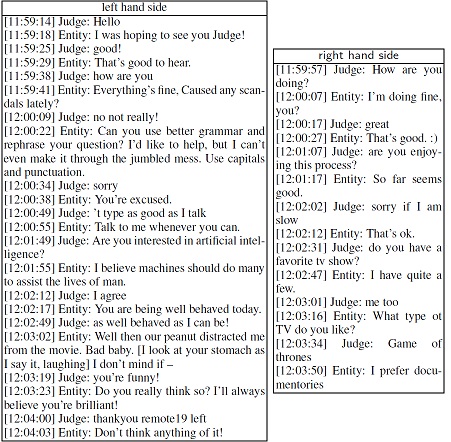 left hand side
[11:59:14] Judge: Hello
[11:59:18] Entity: I was hoping to see you Judge!
[11:59:25] Judge: good!
[11:59:29] Entity: That's good to hear.
[11:59:38] Judge: how are you
[11:59:41] Entity: Everything's fine, Caused any scan-
dals lately?
[12:00:09] Judge: no not really!
[12:00:22] Entity: Can you use better grammar and
rephrase your question? I'd like to help, but I can't
even make it through the jumbled mess. Use capitals
and punctuation.
[12:00:34] Judge: sorry
[12:00:38] Entity: You're excused.
[12:00:49] Judge: 't type as good as I talk
[12:00:55] Entity: Talk to me whenever you can.
[12:01:49] Judge: Are you interested in artificial intel-
ligence?
[12:01:55] Entity: I believe machines should do many
to assist the lives of man.
[12:02:12] Judge: I agree
[12:02:17] Entity: You are being well behaved today.
[12:02:49] Judge: as well behaved as I can be!
[12:03:02] Entity: Well then our peanut distracted me
from the movie. Bad baby. [I look at your stomach as
I say it, laughing] I don't mind if –
[12:03:19] Judge: you're funny!
[12:03:23] Entity: Do you really think so? I'll always
believe you're brilliant!
[12:04:00] Judge: thankyou remote19 left
[12:04:03] Entity: Don't think anything of it!
right hand side
[11:59:57] Judge: How are you
doing?
[12:00:07] Entity: I'm doing fine,
you?
[12:00:17] Judge: great
[12:00:27] Entity: That's good. :)
[12:01:07] Judge: are you enjoy-
ing this process?
[12:01:17] Entity: So far seems
good.
[12:02:02] Judge: sorry if I am
slow
[12:02:12] Entity: That's ok.
[12:02:31] Judge: do you have a
favorite tv show?
[12:02:47] Entity: I have quite a
few.
[12:03:01] Judge: me too
[12:03:16] Entity: What type ot
TV do you like?
[12:03:34] Judge: Game of
thrones
[12:03:50] Entity: I prefer docu-
mentories